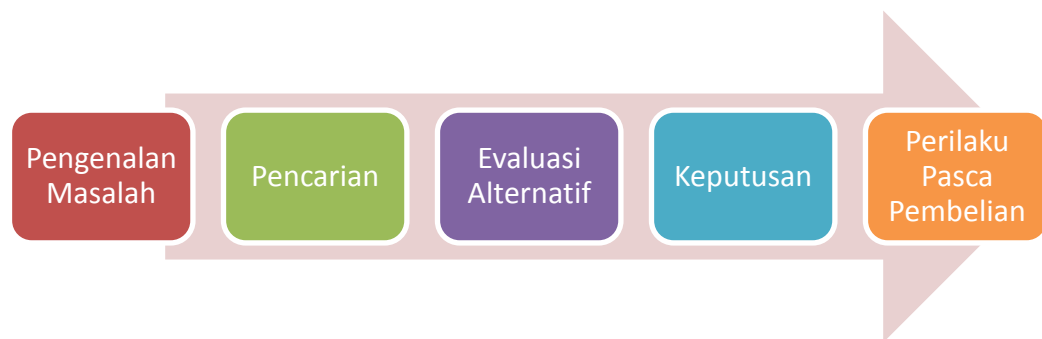 Pengenalan
Masalah
Pencarian
Evaluasi
Alternatif
Keputusan
Perilaku
Pasca
Pembelian